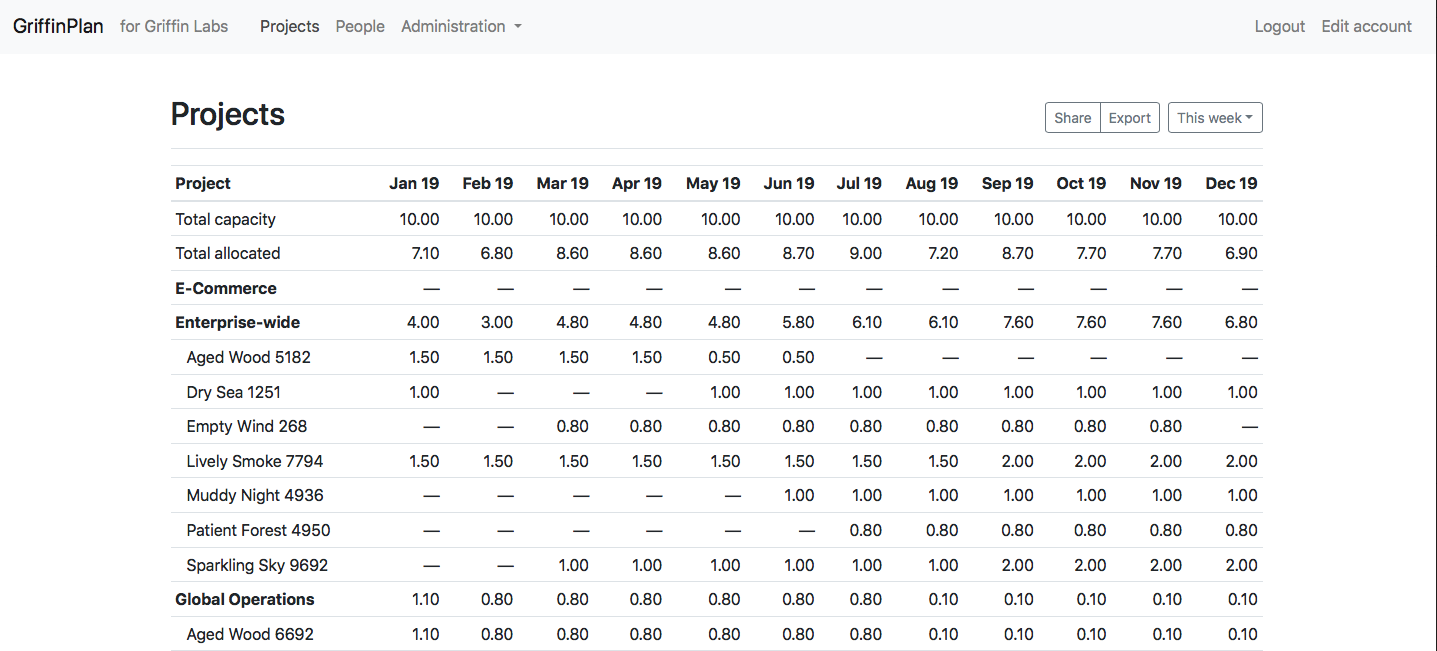 GriffinPlan for Griffin Labs Projects People Administration Logout Edit account
Projects Share Export This week
Project Jan 19 Feb 19 Mar 19 Apr 19 May 19 Jun 19 Jul 19 Aug 19 Sep 19 Oct 19 Nov 19 Dec 19
Total capacity 10.00 10.00 10.00 10.00 10.00 10.00 10.00 10.00 10.00 10.00 10.00 10.00
Total allocated 7.10 6.80 8.60 8.60 8.60 8.70 9.00 7.20 8.70 7.70 7.70 6.90
E-Commerce — — — — — — — — — — — —
Enterprise-wide 4.00 3.00 4.80 4.80 4.80 5.80 6.10 6.10 7.60 7.60 7.60 6.80
Aged Wood 5182 1.50 1.50 1.50 1.50 0.50 0.50 — — — — — —
Dry Sea 1251 1.00 — — — 1.00 1.00 1.00 1.00 1.00 1.00 1.00 1.00
Empty Wind 268 — — 0.80 0.80 0.80 0.80 0.80 0.80 0.80 0.80 0.80 —
Lively Smoke 7794 1.50 1.50 1.50 1.50 1.50 1.50 1.50 1.50 2.00 2.00 2.00 2.00
Muddy Night 4936 — — — — — 1.00 1.00 1.00 1.00 1.00 1.00 1.00
Patient Forest 4950 — — — — — — 0.80 0.80 0.80 0.80 0.80 0.80
Sparkling Sky 9692 — — 1.00 1.00 1.00 1.00 1.00 1.00 2.00 2.00 2.00 2.00
Global Operations 1.10 0.80 0.80 0.80 0.80 0.80 0.80 0.10 0.10 0.10 0.10 0.10
Aged Wood 6692 1.10 0.80 0.80 0.80 0.80 0.80 0.80 0.10 0.10 0.10 0.10 0.10